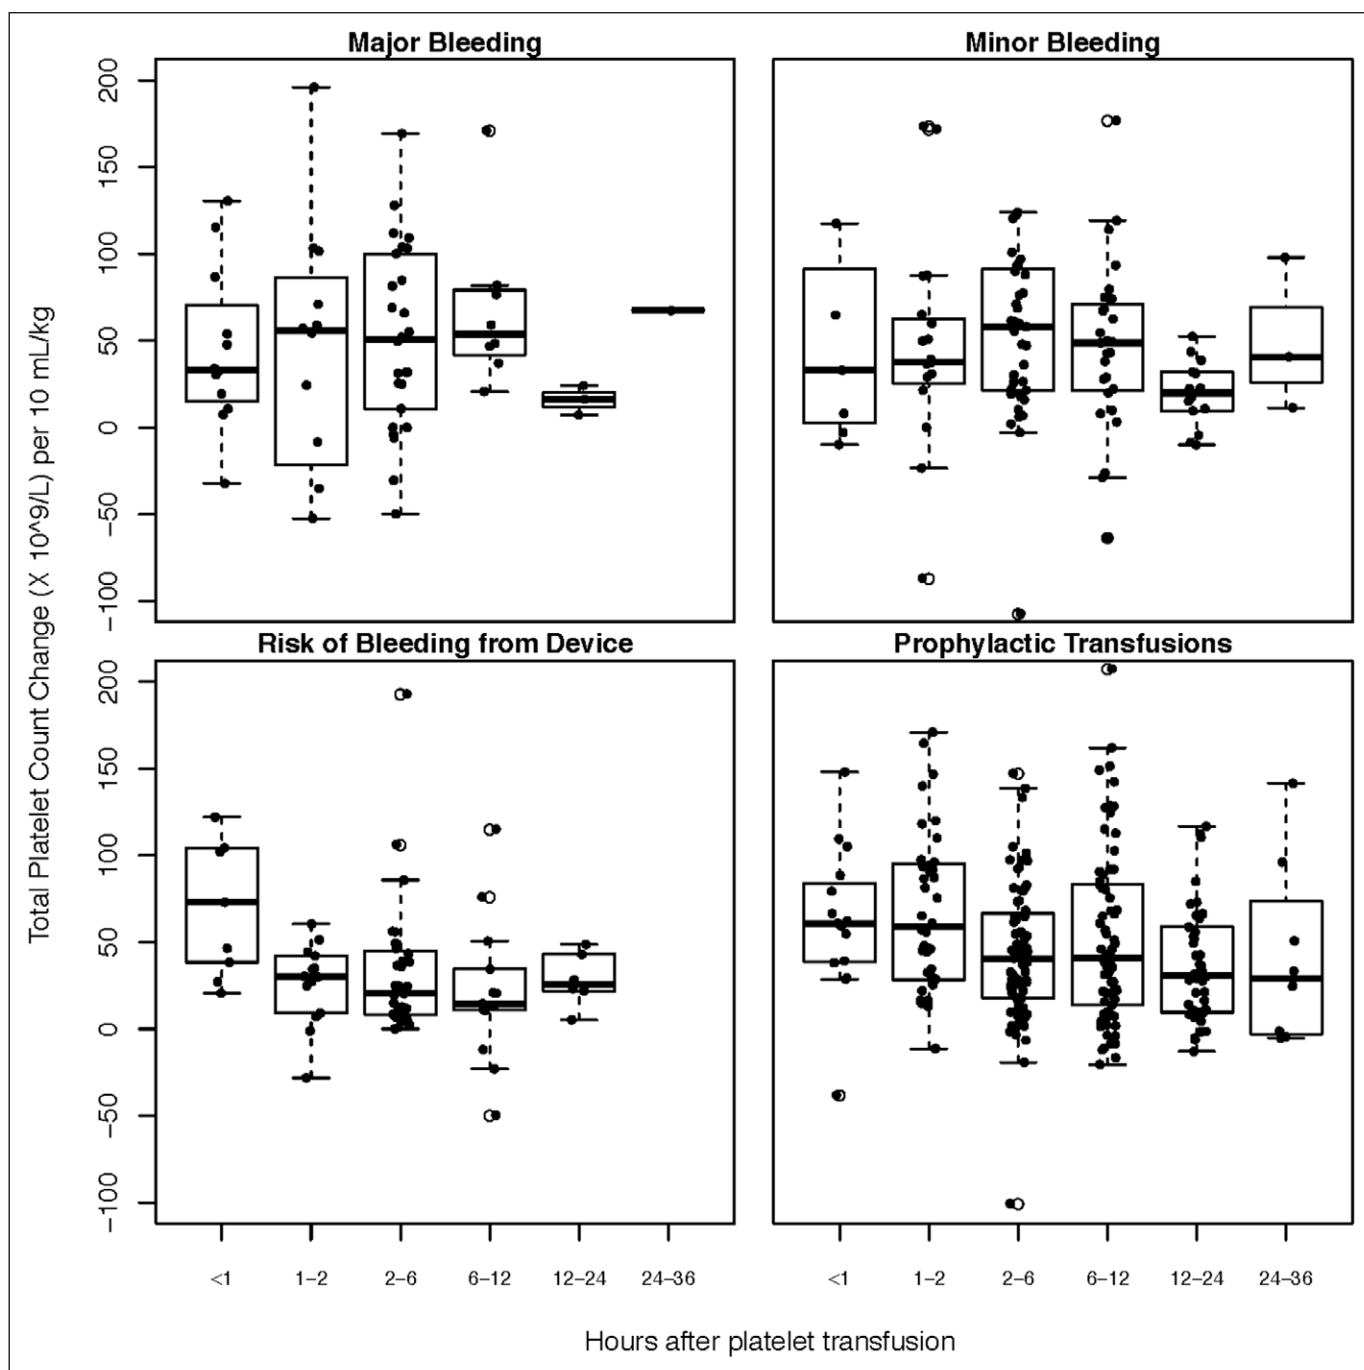 Major Bleeding
Minor Bleeding
200
150
100
50
0
−50
−100
Risk of Bleeding from Device
Prophylactic Transfusions
200
150
100
50
0
−50
−100
Total Platelet Count Change (X 10^9/L) per 10 mL/kg
<1 1−2 2−6 6−12 12−24 24−36
<1 1−2 2−6 6−12 12−24 24−36
Hours after platelet transfusion